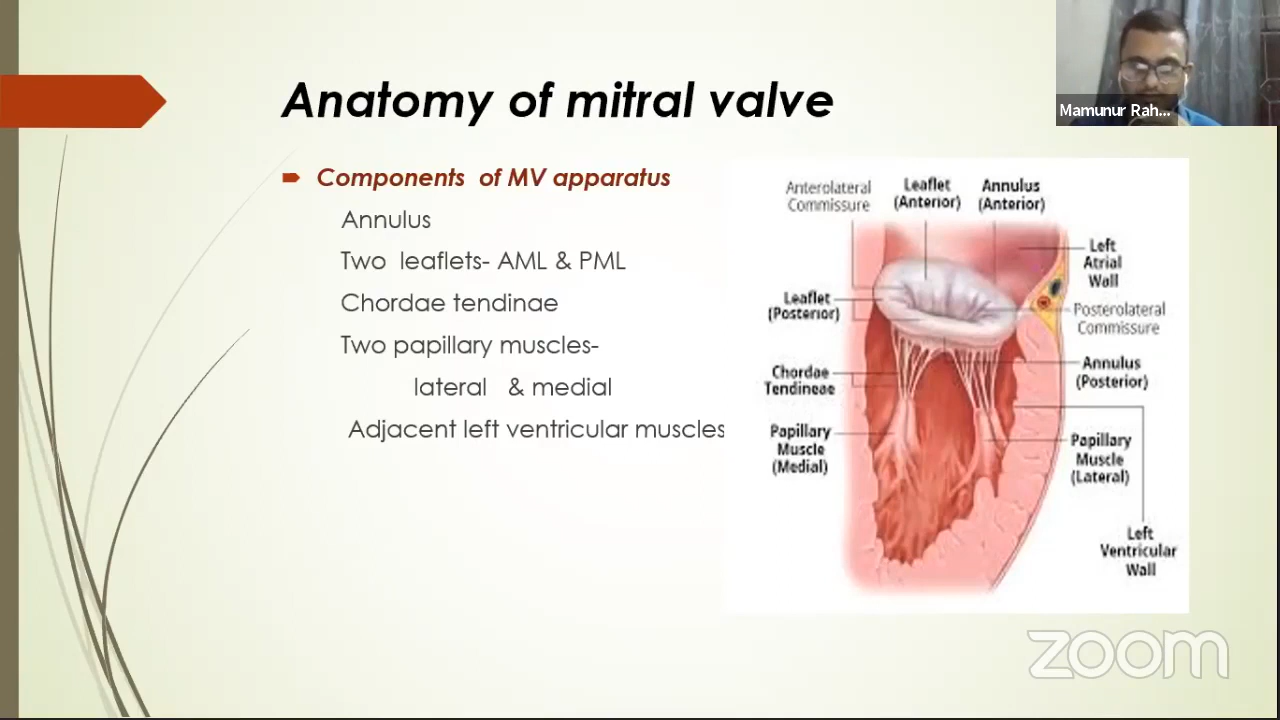 Anatomy of mitral valve
Mamunur Rah...
Components of MV apparatus
Annulus
Two leaflets- AML & PML
Chordae tendinae
Two papillary muscles-
lateral & medial
Adjacent left ventricular muscles
Anterolateral
Commissure
Leaflet
(Anterior)
Annulus
(Anterior)
Left
Atrial
Wall
Leaflet
(Posterior)
Posterolateral
Commissure
Annulus
(Posterior)
Chordae
Tendineae
Papillary
Muscle
(Medial)
Papillary
Muscle
(Lateral)
Left
Ventricular
Wall
zoom